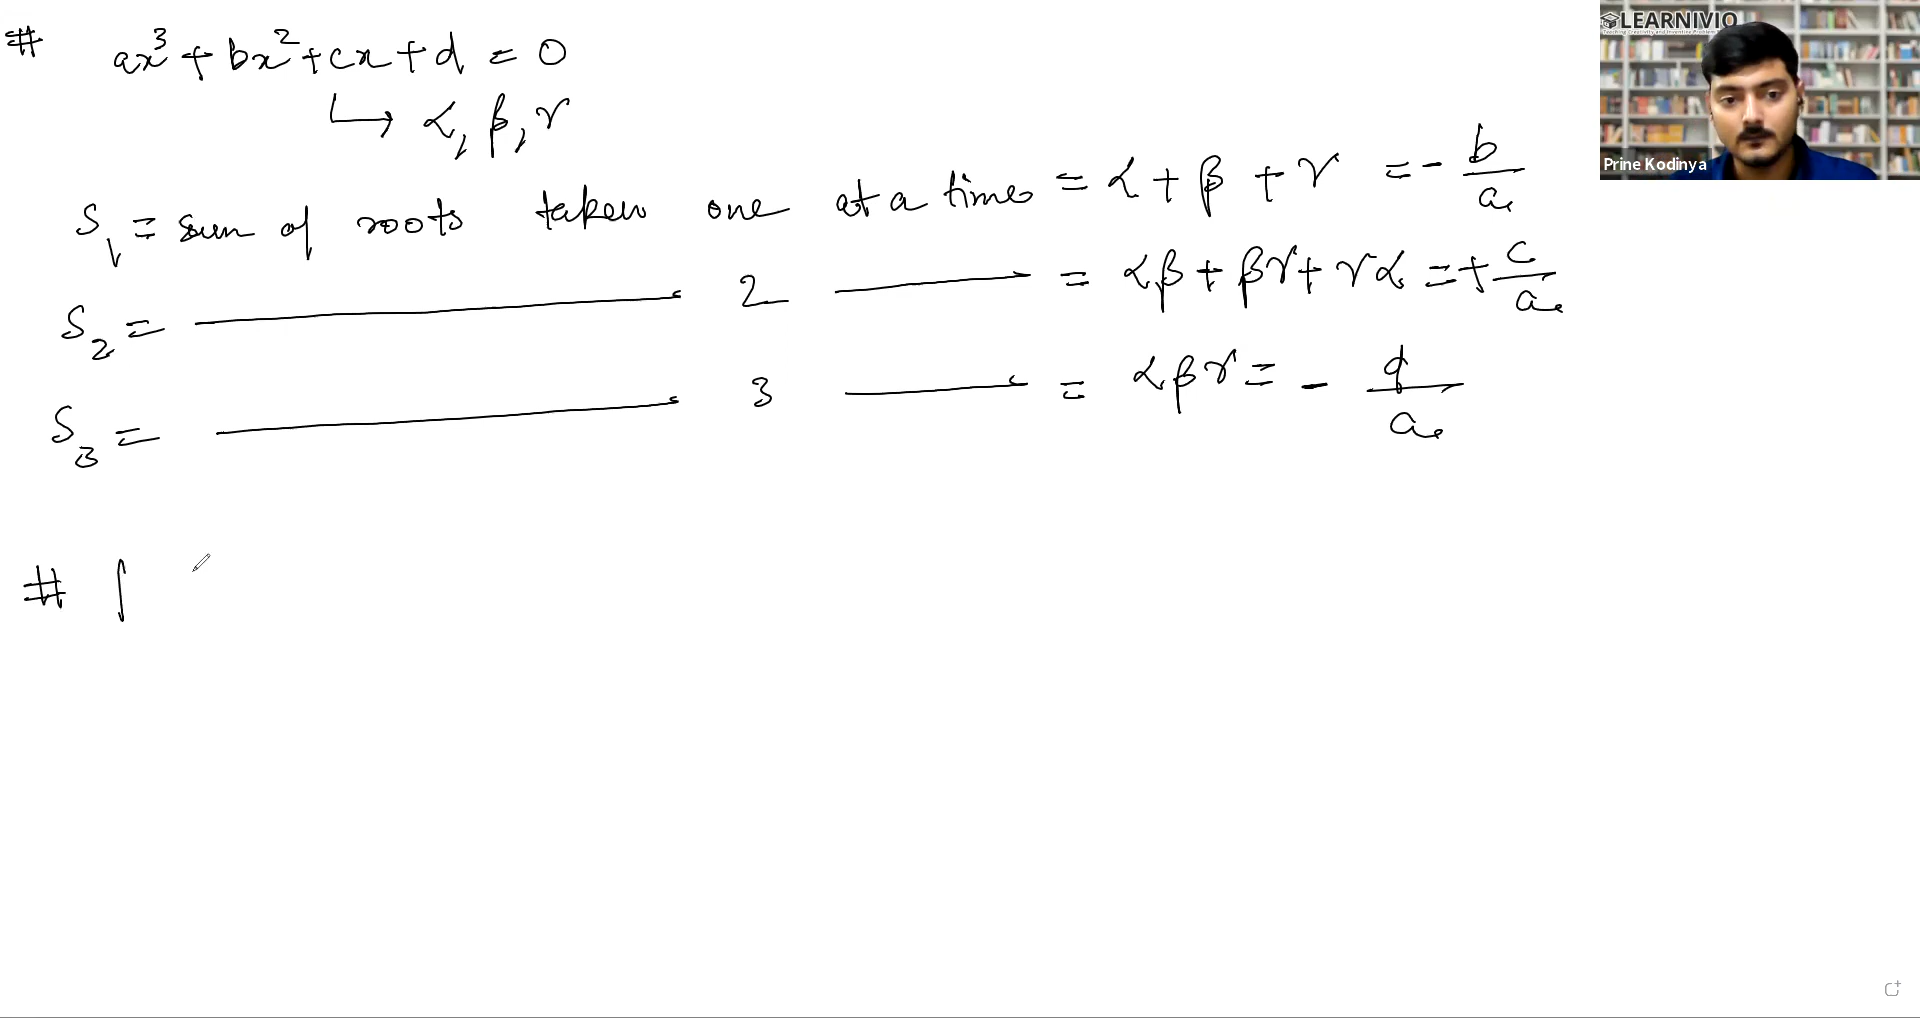 # ax³ + bx² + cx + d = 0
↳ α, β, γ
S₁ = sum of roots taken one at a time = α + β + γ = - b/a
S₂ = ——— 2 ——— = αβ + βγ + γα = + c/a
S₃ = ——— 3 ——— = αβγ = - d/a
#
LEARNIVIO
Prine Kodinya